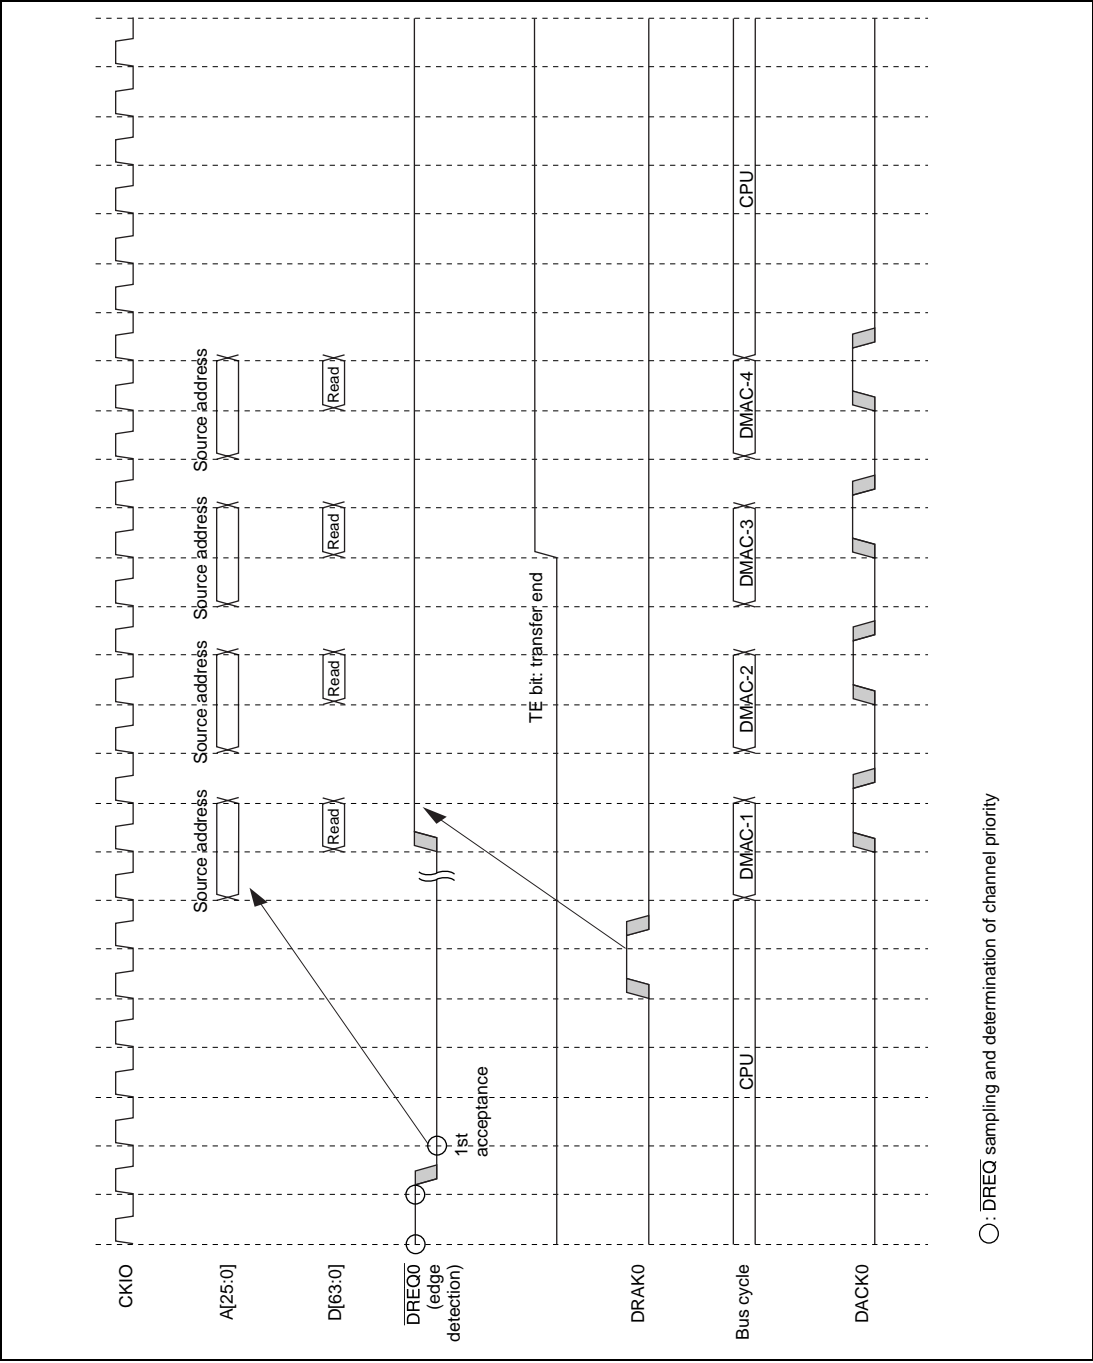 CKIO
A[25:0]
Source address
Source address
Source address
Source address
D[63:0]
Read
Read
Read
Read
DREQ0
(edge
detection)
1st
acceptance
TE bit: transfer end
DRAK0
Bus cycle
CPU
DMAC-1
DMAC-2
DMAC-3
DMAC-4
CPU
DACK0
: DREQ sampling and determination of channel priority